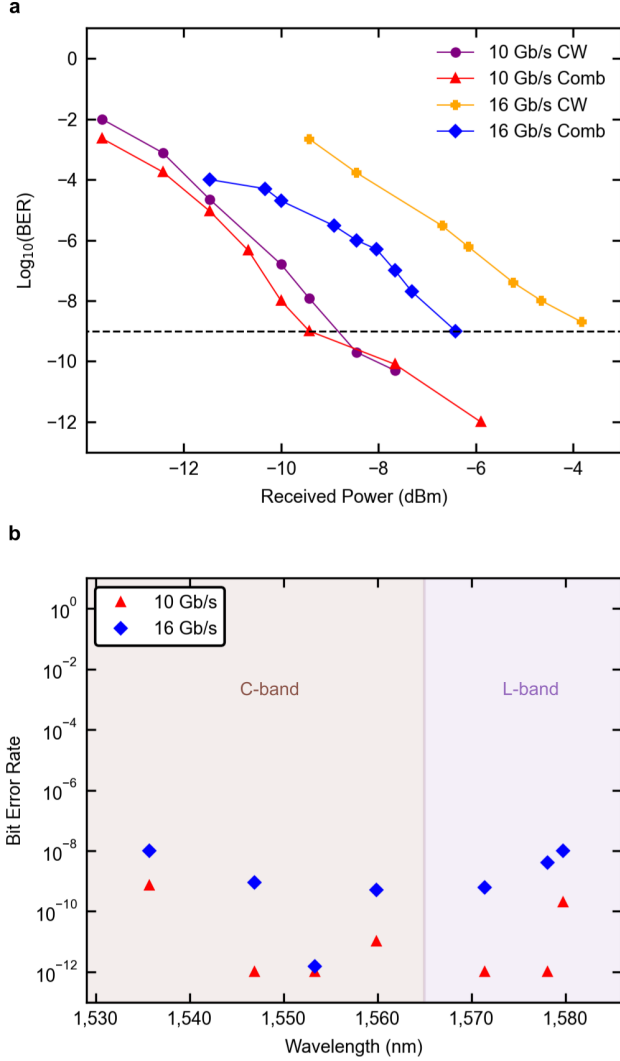 a
10 Gb/s CW
10 Gb/s Comb
16 Gb/s CW
16 Gb/s Comb
0
−2
−4
−6
−8
−10
−12
Log10(BER)
−12 −10 −8 −6 −4
Received Power (dBm)
b
10 Gb/s
16 Gb/s
C-band L-band
10^0
10^−2
10^−4
10^−6
10^−8
10^−10
10^−12
Bit Error Rate
1,530 1,540 1,550 1,560 1,570 1,580
Wavelength (nm)